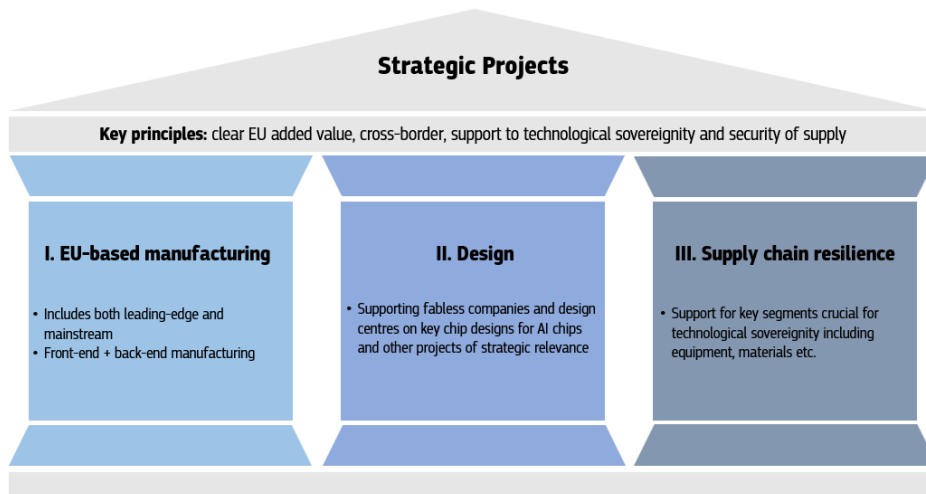 Strategic Projects
Key principles: clear EU added value, cross-border, support to technological sovereignity and security of supply
I. EU-based manufacturing
• Includes both leading-edge and
mainstream
• Front-end + back-end manufacturing
II. Design
• Supporting fabless companies and design
centres on key chip designs for AI chips
and other projects of strategic relevance
III. Supply chain resilience
• Support for key segments crucial for
technological sovereignty including
equipment, materials etc.